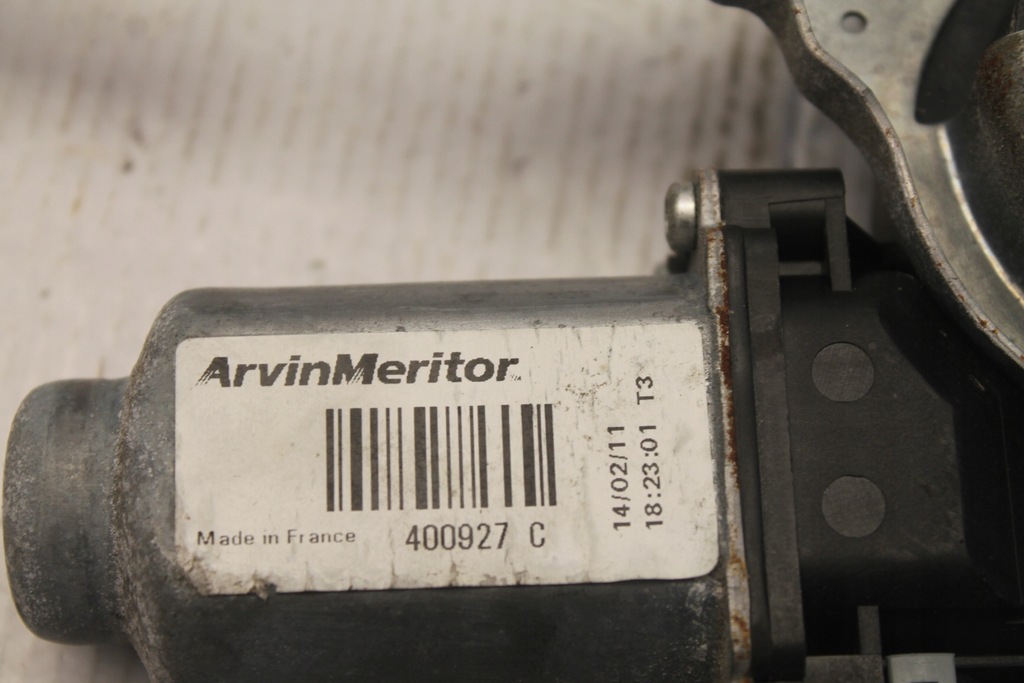 ArvinMeritor
Made in France
400927 C
14/02/11
18:23:01 T3